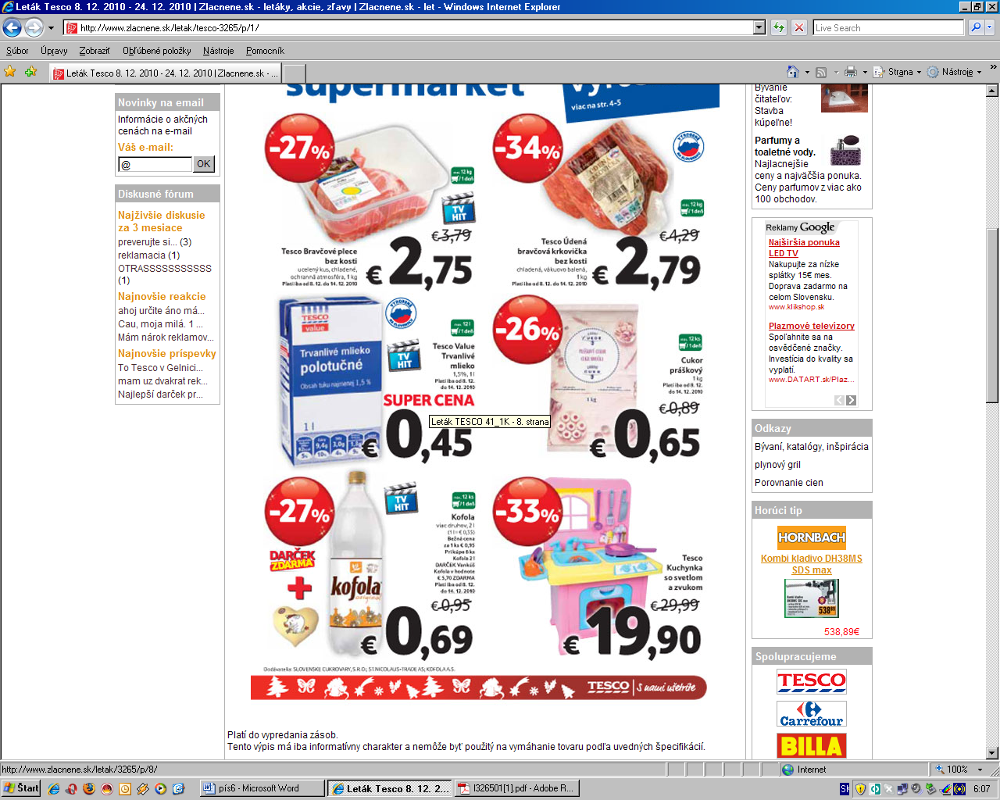 Leták Tesco 8. 12. 2010 - 24. 12. 2010 | Zlacnene.sk - letáky, akcie, zľavy | Zlacnene.sk - let - Windows Internet Explorer
http://www.zlacnene.sk/letak/tesco-3265/p/1/
Live Search
Súbor Úpravy Zobraziť Obľúbené položky Nástroje Pomocník
Leták Tesco 8. 12. 2010 - 24. 12. 2010 | Zlacnene.sk - ...
Strana Nástroje
Novinky na email
Informácie o akčných
cenách na e-mail
Váš e-mail:
@ OK
Diskusné fórum
Najživšie diskusie
za 3 mesiace
preverujte si... (3)
reklamacia (1)
OTRASSSSSSSSSSS
(1)
Najnovšie reakcie
ahoj určite áno má...
Cau, moja milá. 1 ...
Mám nárok reklamov...
Najnovšie príspevky
To Tesco v Gelnici...
mam uz dvakrat rek...
Najlepší darček pr...
supermarket
viac na str. 4-5
-27%
max. 12 kg
/1 deň
TV
HIT
€ 3,79
Tesco Bravčové plece
bez kosti
ucelený kus, chladené,
ochranná atmosféra, 1 kg
Platí iba od 8. 12. do 14. 12. 2010
€ 2,75
-34%
VYROBENÉ
NA SLOVENSKU
max. 12 kg
/1 deň
€ 4,29
Tesco Údená
bravčová krkovička
bez kosti
chladená, vákuovo balená,
1 kg
Platí iba od 8. 12. do 14. 12. 2010
€ 2,79
TESCO
value
Trvanlivé mlieko
polotučné
Obsah tuku najmenej 1,5 %
1 l
VYROBENÉ
NA SLOVENSKU
max. 12 l
/1 deň
TV
HIT
Tesco Value
Trvanlivé
mlieko
1,5%, 1 l
Platí iba od 8. 12.
do 14. 12. 2010
SUPER CENA
€ 0,45
-26%
CUKOR
1 kg
max. 12 kg
/1 deň
Cukor
práškový
1 kg
Platí iba od 8. 12.
do 14. 12. 2010
€ 0,89
€ 0,65
Leták TESCO 41_1K - 8. strana
-27%
DARČEK
ZDARMA
+
kofola
original
TV
HIT
max. 12 ks
/1 deň
Kofola
viac druhov, 2 l
(1 l = € 0,35)
Bežná cena
za 1 ks € 0,95
Pri kúpe 8 ks
Kofola 2 l
DARČEK Vankúš
Kofola v hodnote
€ 5,70 ZDARMA
Platí iba od 8. 12.
do 14. 12. 2010
€ 0,95
€ 0,69
-33%
Tesco
Kuchynka
so svetlom
a zvukom
€ 29,99
€ 19,90
Dodávatelia: SLOVENSKÉ CUKROVARY, S.R.O.; ST. NICOLAUS-TRADE AS; KOFOLA A.S.
TESCO S nami ušetríte
Platí do vypredania zásob.
Tento výpis má iba informatívny charakter a nemôže byť použitý na vymáhanie tovaru podľa uvedných špecifikácií.
Bývanie
čitateľov:
Stavba
kúpeľne!
Parfumy a
toaletné vody.
Najlacnejšie
ceny a najväčšia ponuka.
Ceny parfumov z viac ako
100 obchodov.
Reklamy Google
Najširšia ponuka
LED TV
Nakupujte za nízke
splátky 15€ mes.
Doprava zadarmo na
celom Slovensku.
www.klikshop.sk
Plazmové televízory
Spoľahnite sa na
osvědčené značky.
Investícia do kvality sa
vyplatí.
www.DATART.sk/Plaz...
Odkazy
Bývaní, katalógy, inšpirácia
plynový gril
Porovnanie cien
Horúci tip
HORNBACH
Kombi kladivo DH38MS
SDS max
538,89€
Spolupracujeme
TESCO
Carrefour
BILLA
http://www.zlacnene.sk/letak/3265/p/8/
Internet
100%
Štart
pís6 - Microsoft Word
Leták Tesco 8. 12. 2...
l326501[1].pdf - Adobe R...
SK
6:07